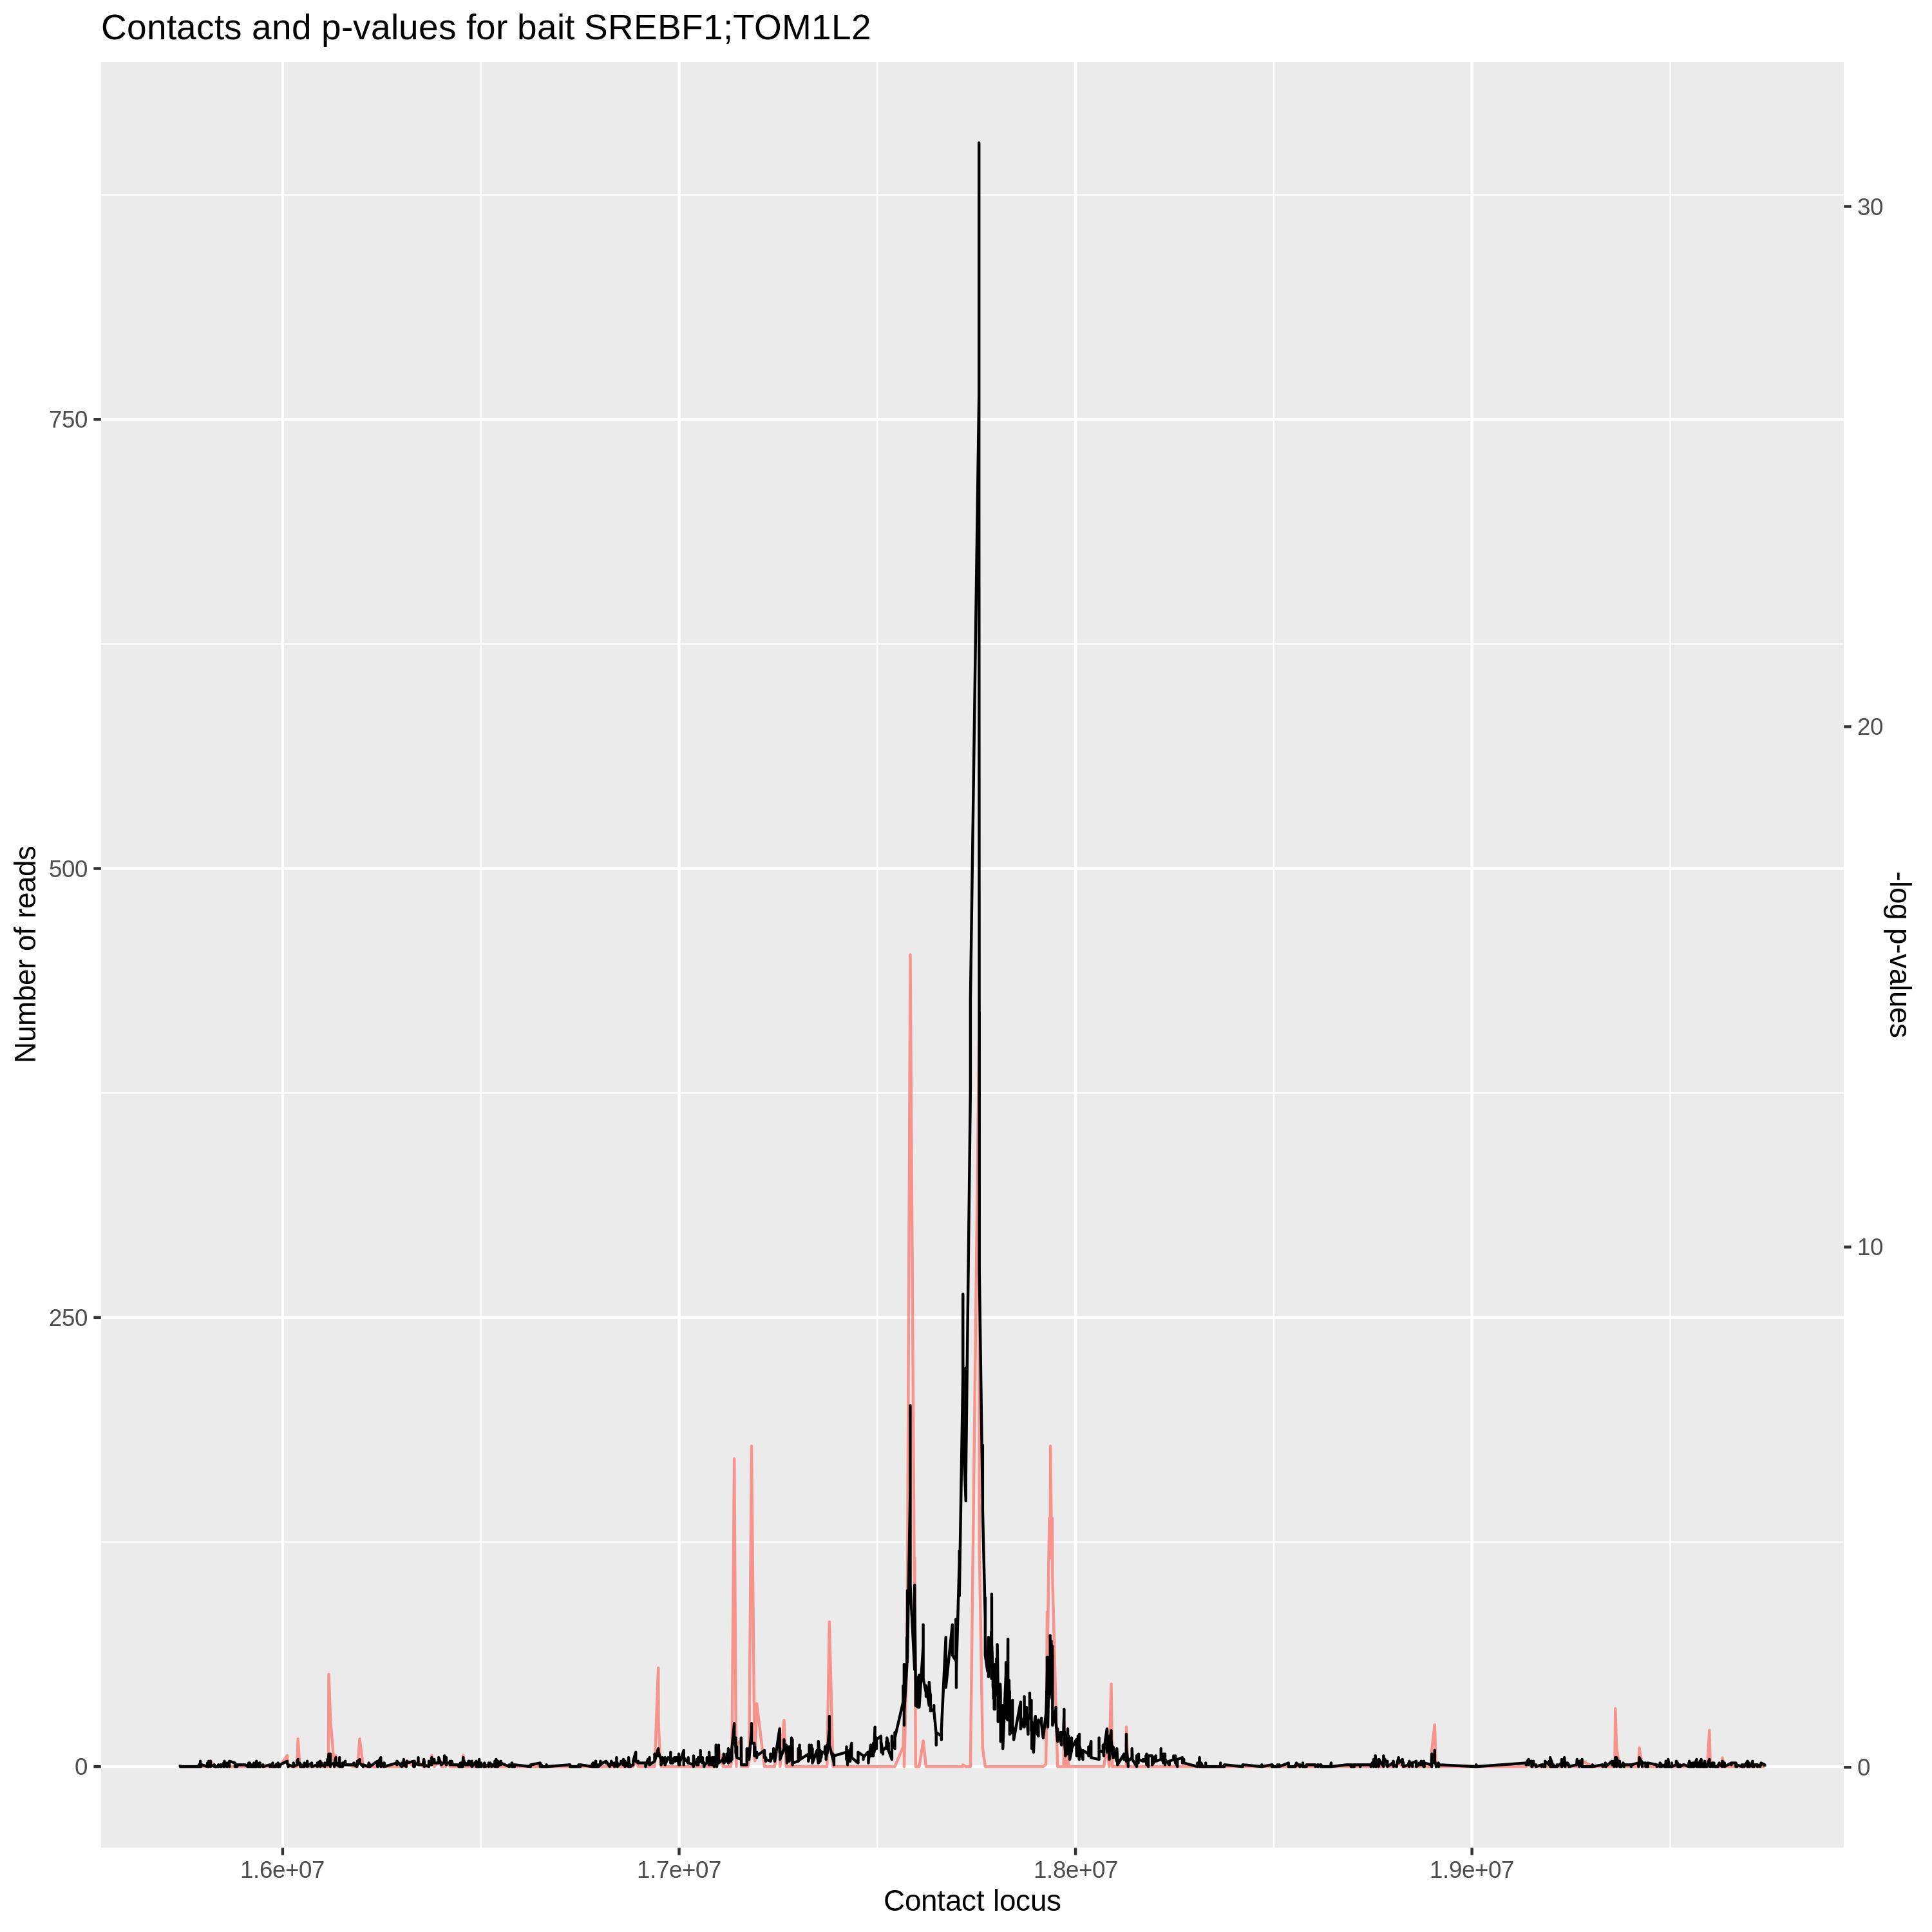 Contacts and p-values for bait SREBF1;TOM1L2
Number of reads
750
500
250
0
30
20
10
0
-log p-values
1.6e+07
1.7e+07
1.8e+07
1.9e+07
Contact locus